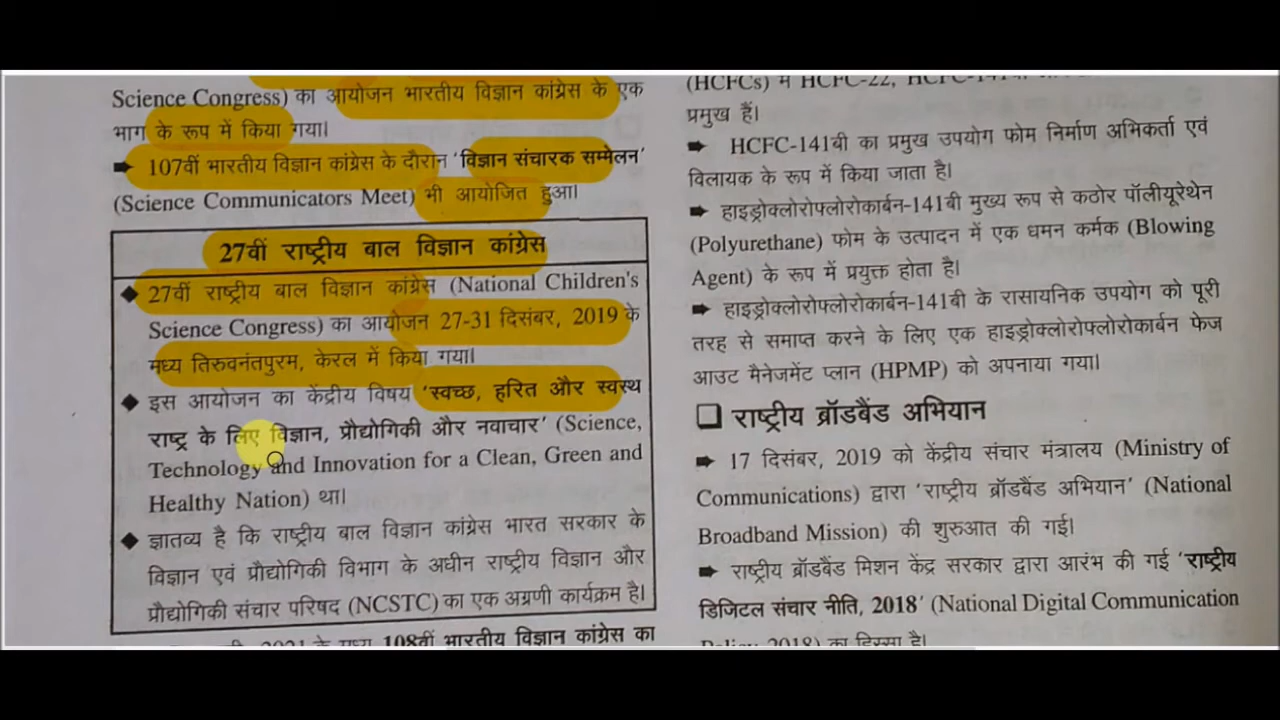 Science Congress) का आयोजन भारतीय विज्ञान कांग्रेस के एक
भाग के रूप में किया गया।
➨ 107वीं भारतीय विज्ञान कांग्रेस के दौरान ‘विज्ञान संचारक सम्मेलन’
(Science Communicators Meet) भी आयोजित हुआ।
27वीं राष्ट्रीय बाल विज्ञान कांग्रेस
◆ 27वीं राष्ट्रीय बाल विज्ञान कांग्रेस (National Children's
Science Congress) का आयोजन 27-31 दिसंबर, 2019 के
मध्य तिरुवनंतपुरम, केरल में किया गया।
◆ इस आयोजन का केंद्रीय विषय ‘स्वच्छ, हरित और स्वस्थ
राष्ट्र के लिए विज्ञान, प्रौद्योगिकी और नवाचार’ (Science,
Technology and Innovation for a Clean, Green and
Healthy Nation) था।
◆ ज्ञातव्य है कि राष्ट्रीय बाल विज्ञान कांग्रेस भारत सरकार के
विज्ञान एवं प्रौद्योगिकी विभाग के अधीन राष्ट्रीय विज्ञान और
प्रौद्योगिकी संचार परिषद (NCSTC) का एक अग्रणी कार्यक्रम है।
2021 के मध्य 108वीं भारतीय विज्ञान कांग्रेस का
(HCFCs) में HCFC-22,
प्रमुख हैं।
➨ HCFC-141बी का प्रमुख उपयोग फोम निर्माण अभिकर्ता एवं
विलायक के रूप में किया जाता है।
➨ हाइड्रोक्लोरोफ्लोरोकार्बन-141बी मुख्य रूप से कठोर पॉलीयूरेथेन
(Polyurethane) फोम के उत्पादन में एक धमन कर्मक (Blowing
Agent) के रूप में प्रयुक्त होता है।
➨ हाइड्रोक्लोरोफ्लोरोकार्बन-141बी के रासायनिक उपयोग को पूरी
तरह से समाप्त करने के लिए एक हाइड्रोक्लोरोफ्लोरोकार्बन फेज
आउट मैनेजमेंट प्लान (HPMP) को अपनाया गया।
❑ राष्ट्रीय ब्रॉडबैंड अभियान
➨ 17 दिसंबर, 2019 को केंद्रीय संचार मंत्रालय (Ministry of
Communications) द्वारा ‘राष्ट्रीय ब्रॉडबैंड अभियान’ (National
Broadband Mission) की शुरुआत की गई।
➨ राष्ट्रीय ब्रॉडबैंड मिशन केंद्र सरकार द्वारा आरंभ की गई ‘राष्ट्रीय
डिजिटल संचार नीति, 2018’ (National Digital Communication
Policy, 2018) का हिस्सा है।